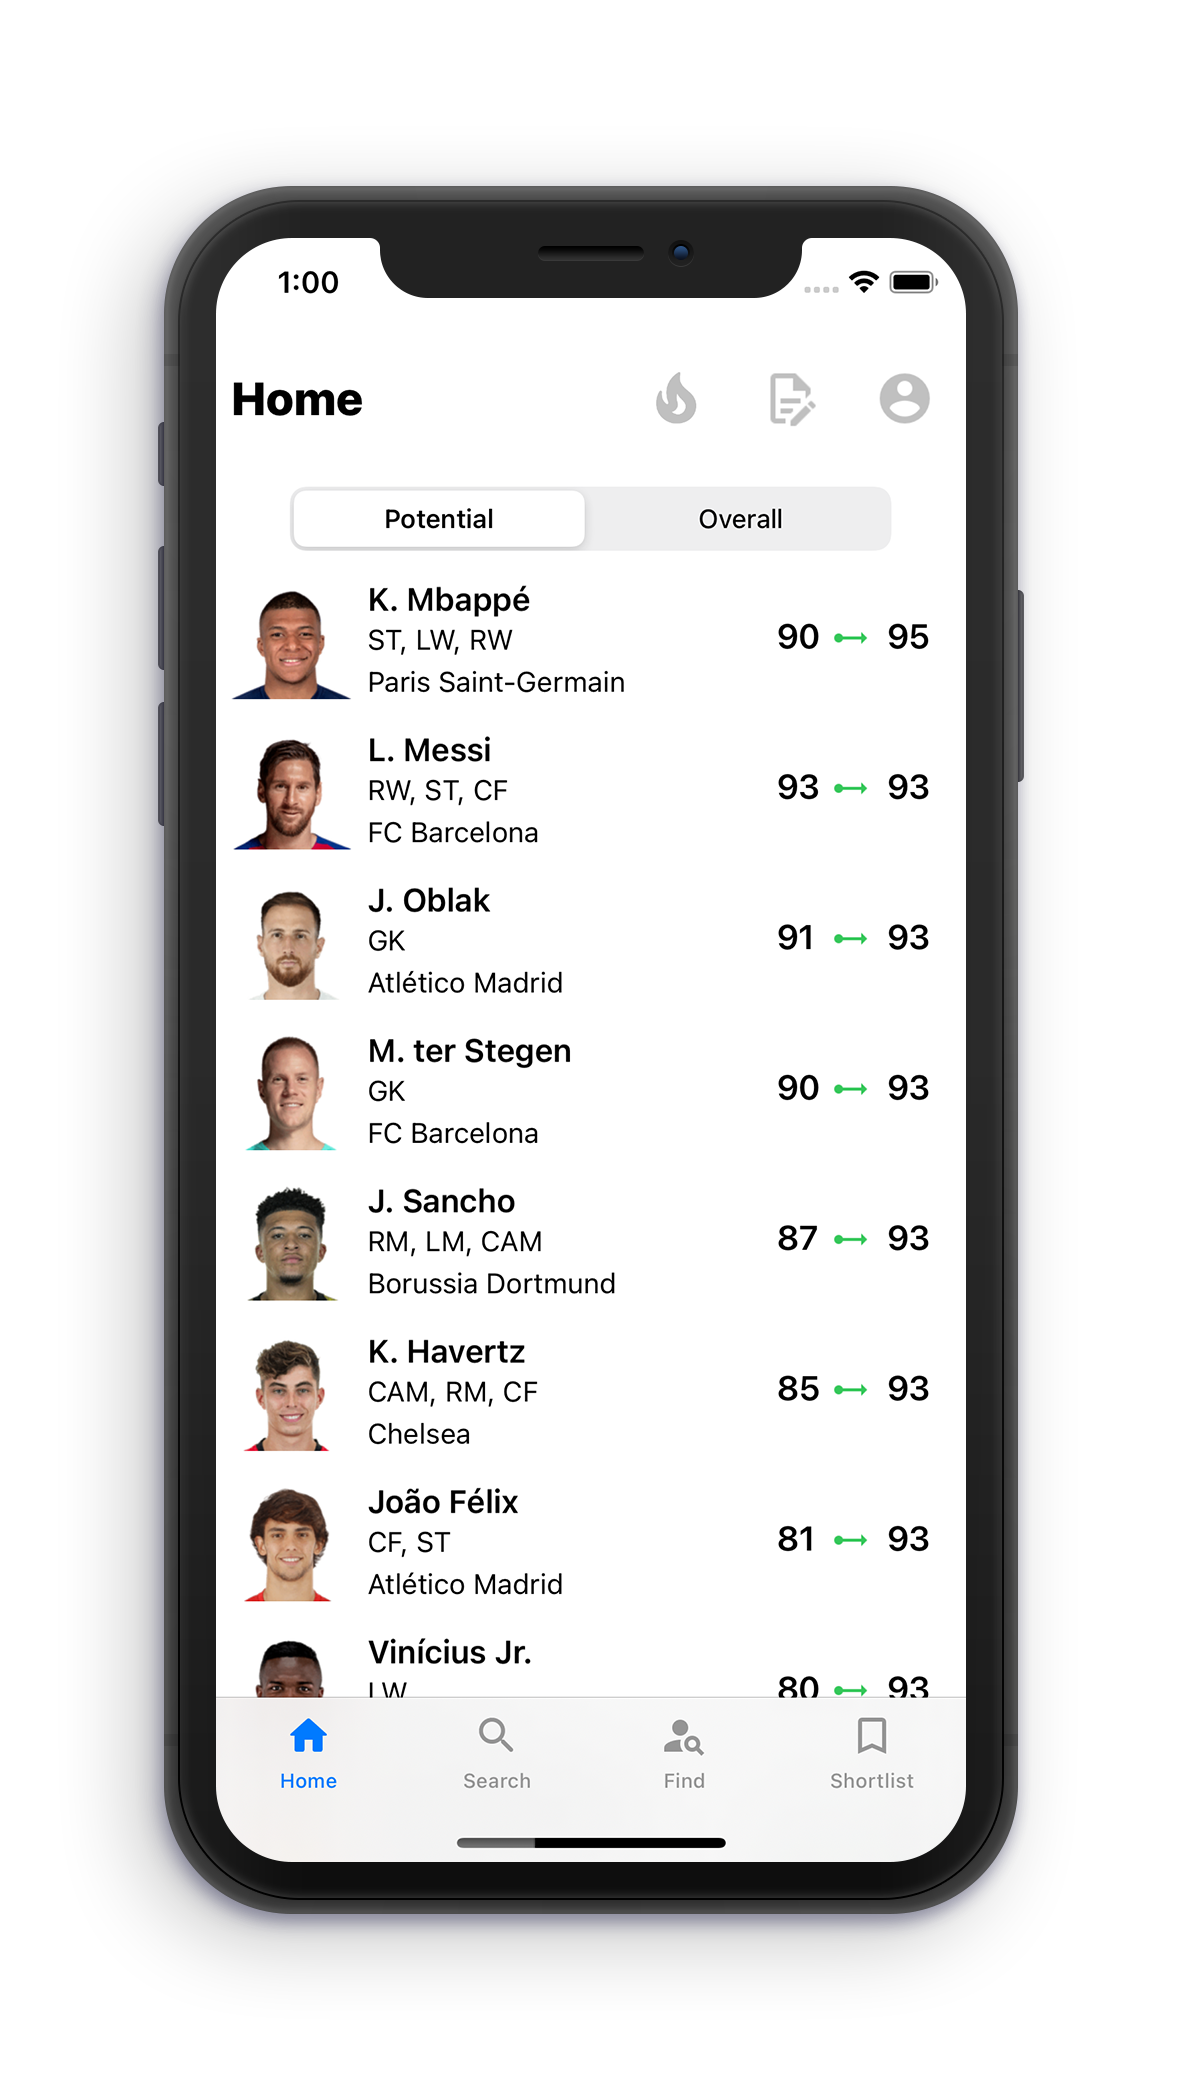 1:00
Home
Potential Overall
K. Mbappé
ST, LW, RW
90 95
Paris Saint-Germain
L. Messi
RW, ST, CF
93 93
FC Barcelona
J. Oblak
GK
91 93
Atlético Madrid
M. ter Stegen
GK
90 93
FC Barcelona
J. Sancho
RM, LM, CAM
87 93
Borussia Dortmund
K. Havertz
CAM, RM, CF
85 93
Chelsea
João Félix
CF, ST
81 93
Atlético Madrid
Vinícius Jr.
LW
80 93
Home Search Find Shortlist